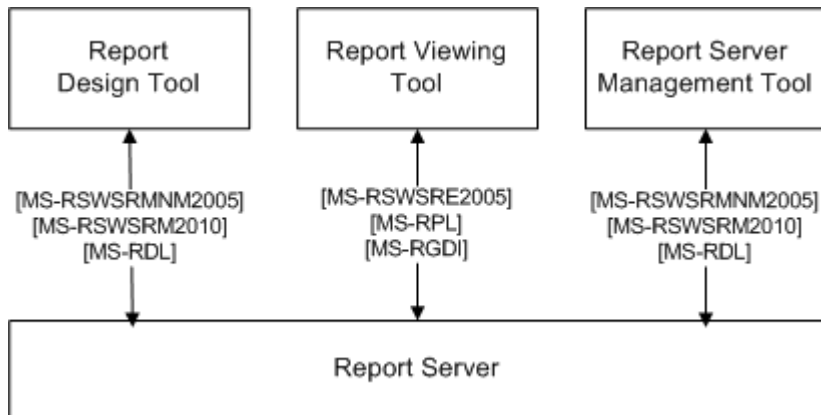 Report
Design Tool
Report Viewing
Tool
Report Server
Management Tool
[MS-RSWSRMNM2005]
[MS-RSWSRM2010]
[MS-RDL]
[MS-RSWSRE2005]
[MS-RPL]
[MS-RGDI]
[MS-RSWSRMNM2005]
[MS-RSWSRM2010]
[MS-RDL]
Report Server